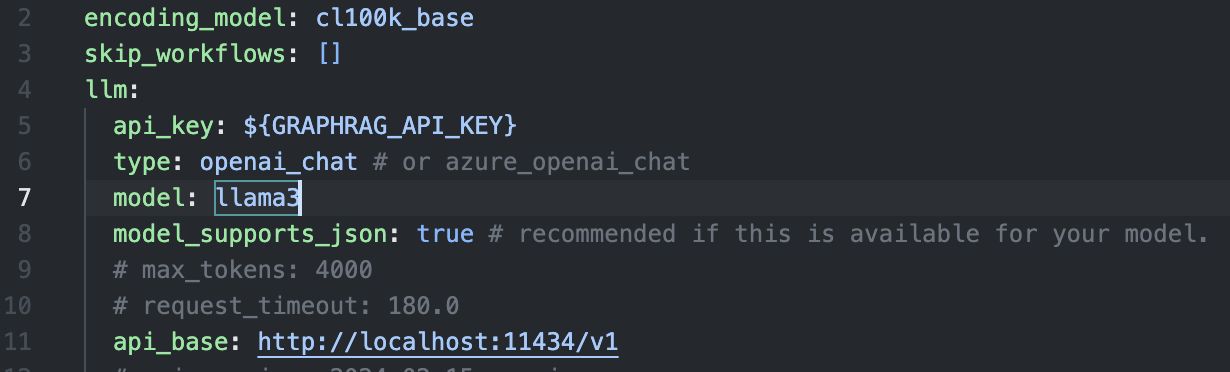 2 encoding_model: cl100k_base
3 skip_workflows: []
4 llm:
5 api_key: ${GRAPHRAG_API_KEY}
6 type: openai_chat # or azure_openai_chat
7 model: llama3
8 model_supports_json: true # recommended if this is available for your model.
9 # max_tokens: 4000
10 # request_timeout: 180.0
11 api_base: http://localhost:11434/v1